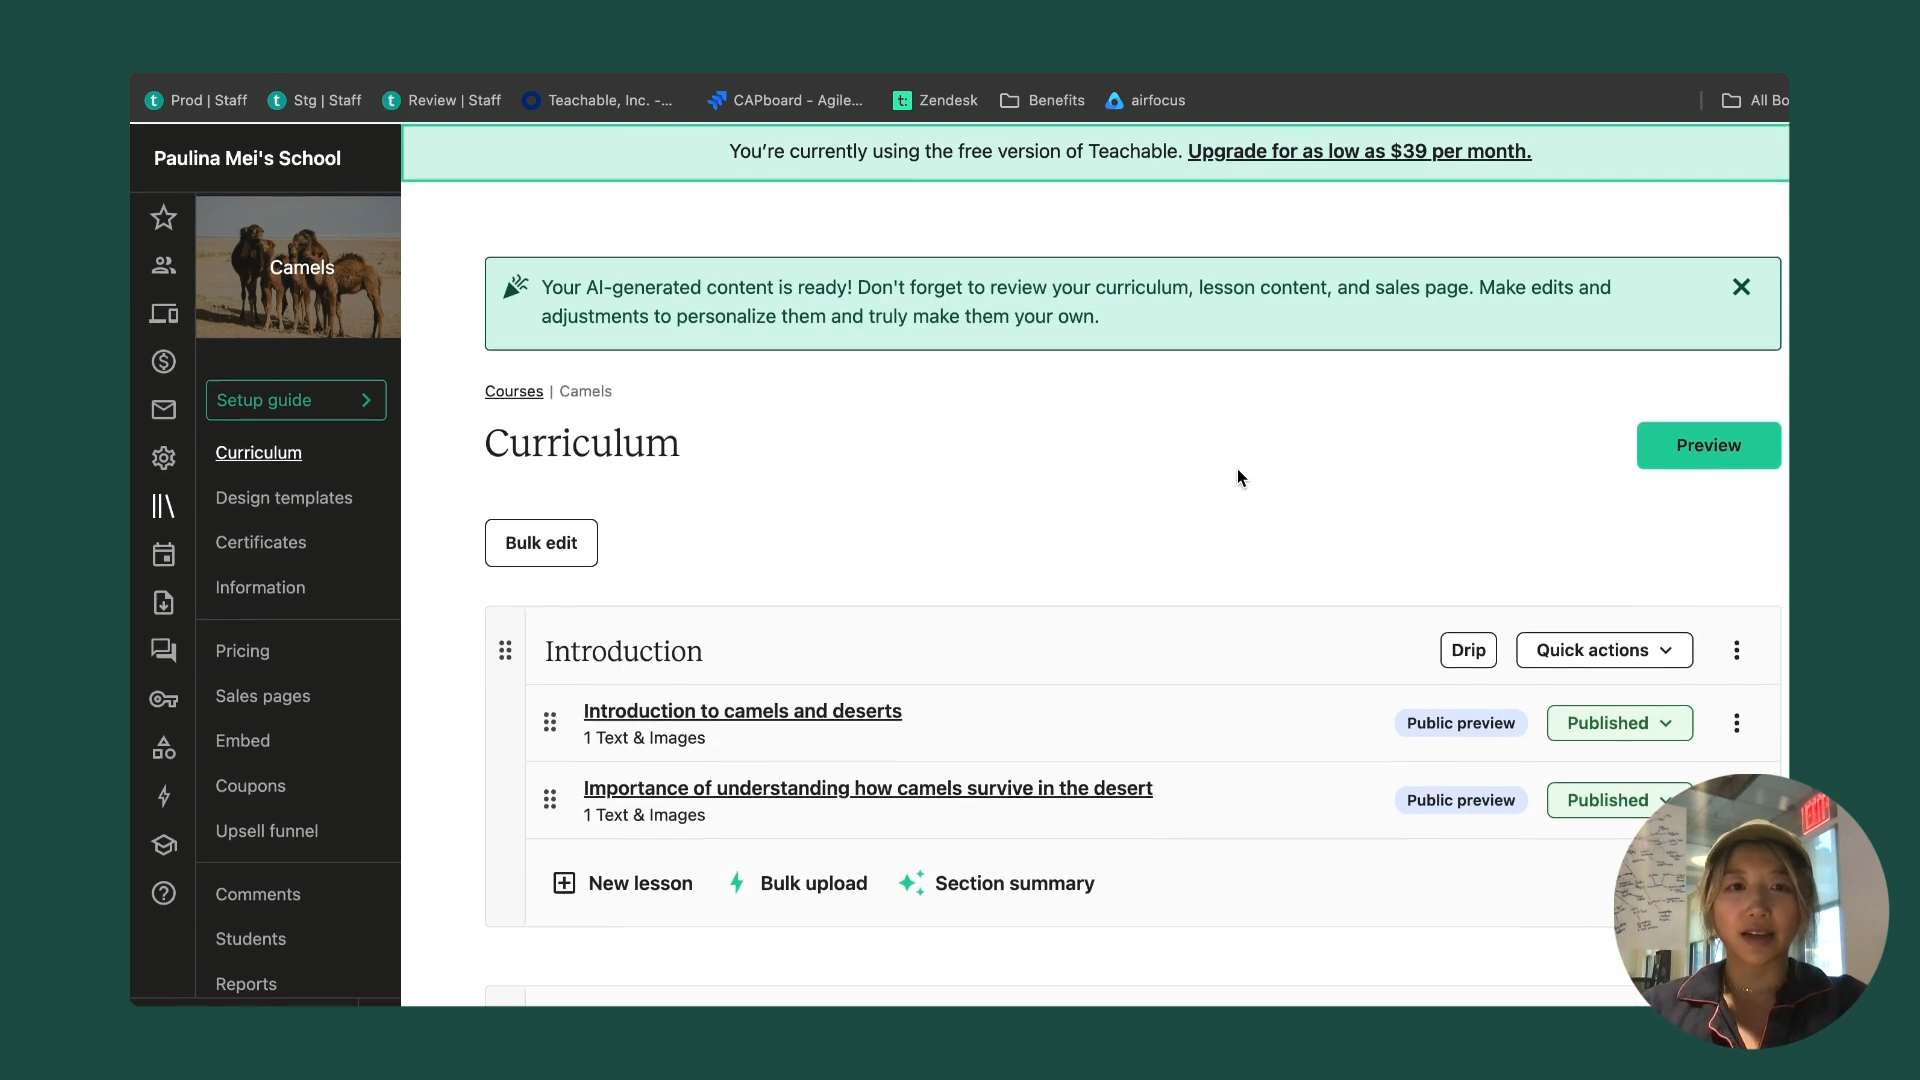 Prod | Staff
Stg | Staff
Review | Staff
Teachable, Inc. -...
CAPboard - Agile...
t: Zendesk
Benefits
airfocus
All Bo
Paulina Mei's School
You're currently using the free version of Teachable. Upgrade for as low as $39 per month.
Camels
Setup guide
Curriculum
Design templates
Certificates
Information
Pricing
Sales pages
Embed
Coupons
Upsell funnel
Comments
Students
Reports
Your AI-generated content is ready! Don't forget to review your curriculum, lesson content, and sales page. Make edits and
adjustments to personalize them and truly make them your own.
Courses | Camels
Curriculum
Preview
Bulk edit
Introduction
Drip
Quick actions
Introduction to camels and deserts
1 Text & Images
Public preview
Published
Importance of understanding how camels survive in the desert
1 Text & Images
Public preview
Published
New lesson
Bulk upload
Section summary
EXIT